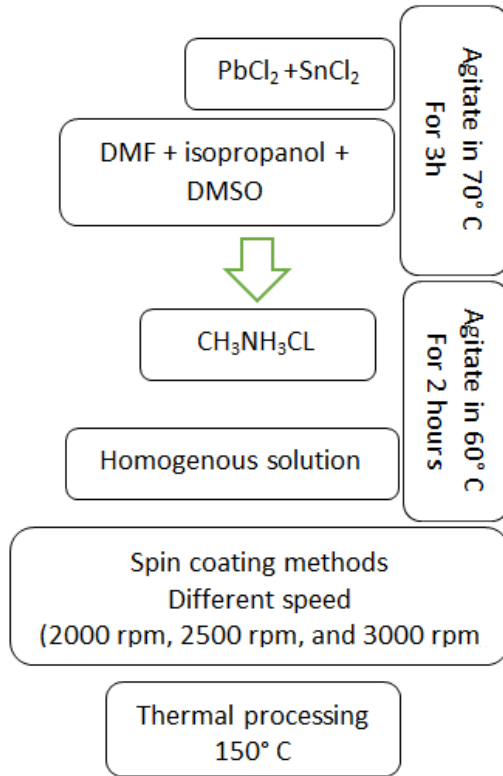 PbCl₂ +SnCl₂
DMF + isopropanol +
DMSO
Agitate in 70° C
For 3h
CH₃NH₃CL
Homogenous solution
Agitate in 60° C
For 2 hours
Spin coating methods
Different speed
(2000 rpm, 2500 rpm, and 3000 rpm
Thermal processing
150° C